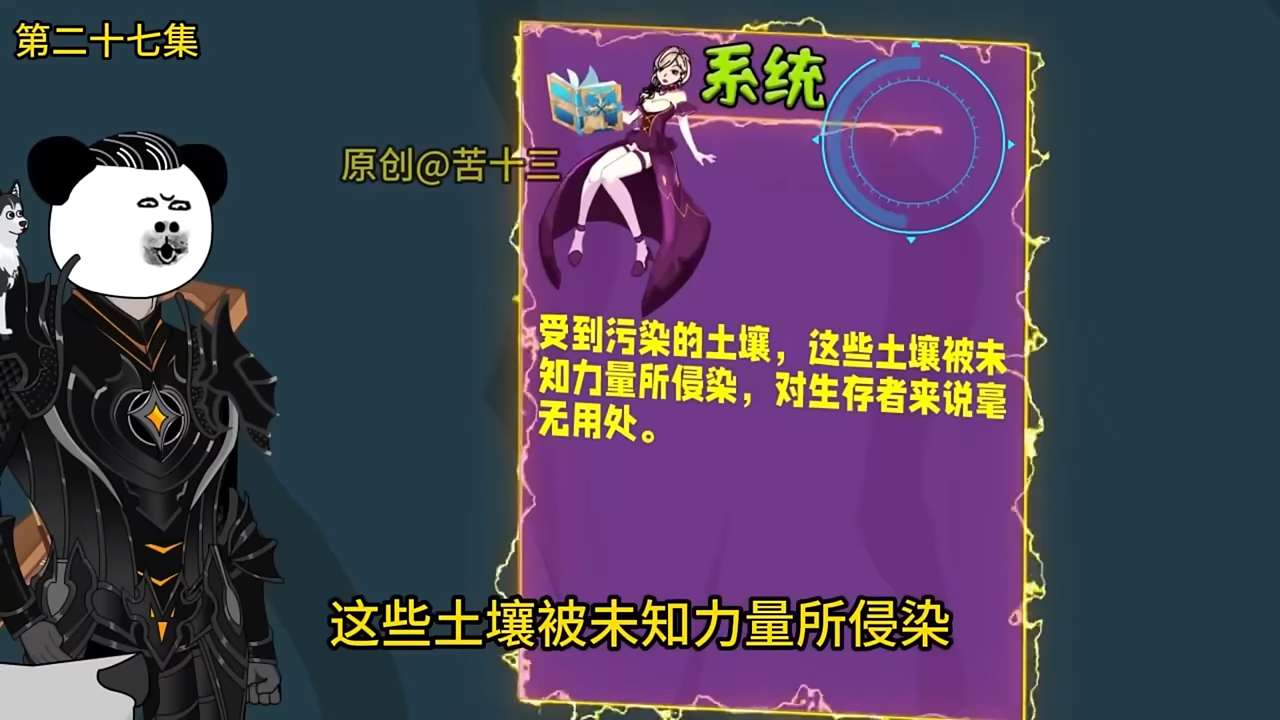 第二十七集
系统
原创@苦十三
受到污染的土壤，这些土壤被未
知力量所侵染，对生存者来说毫
无用处。
这些土壤被未知力量所侵染